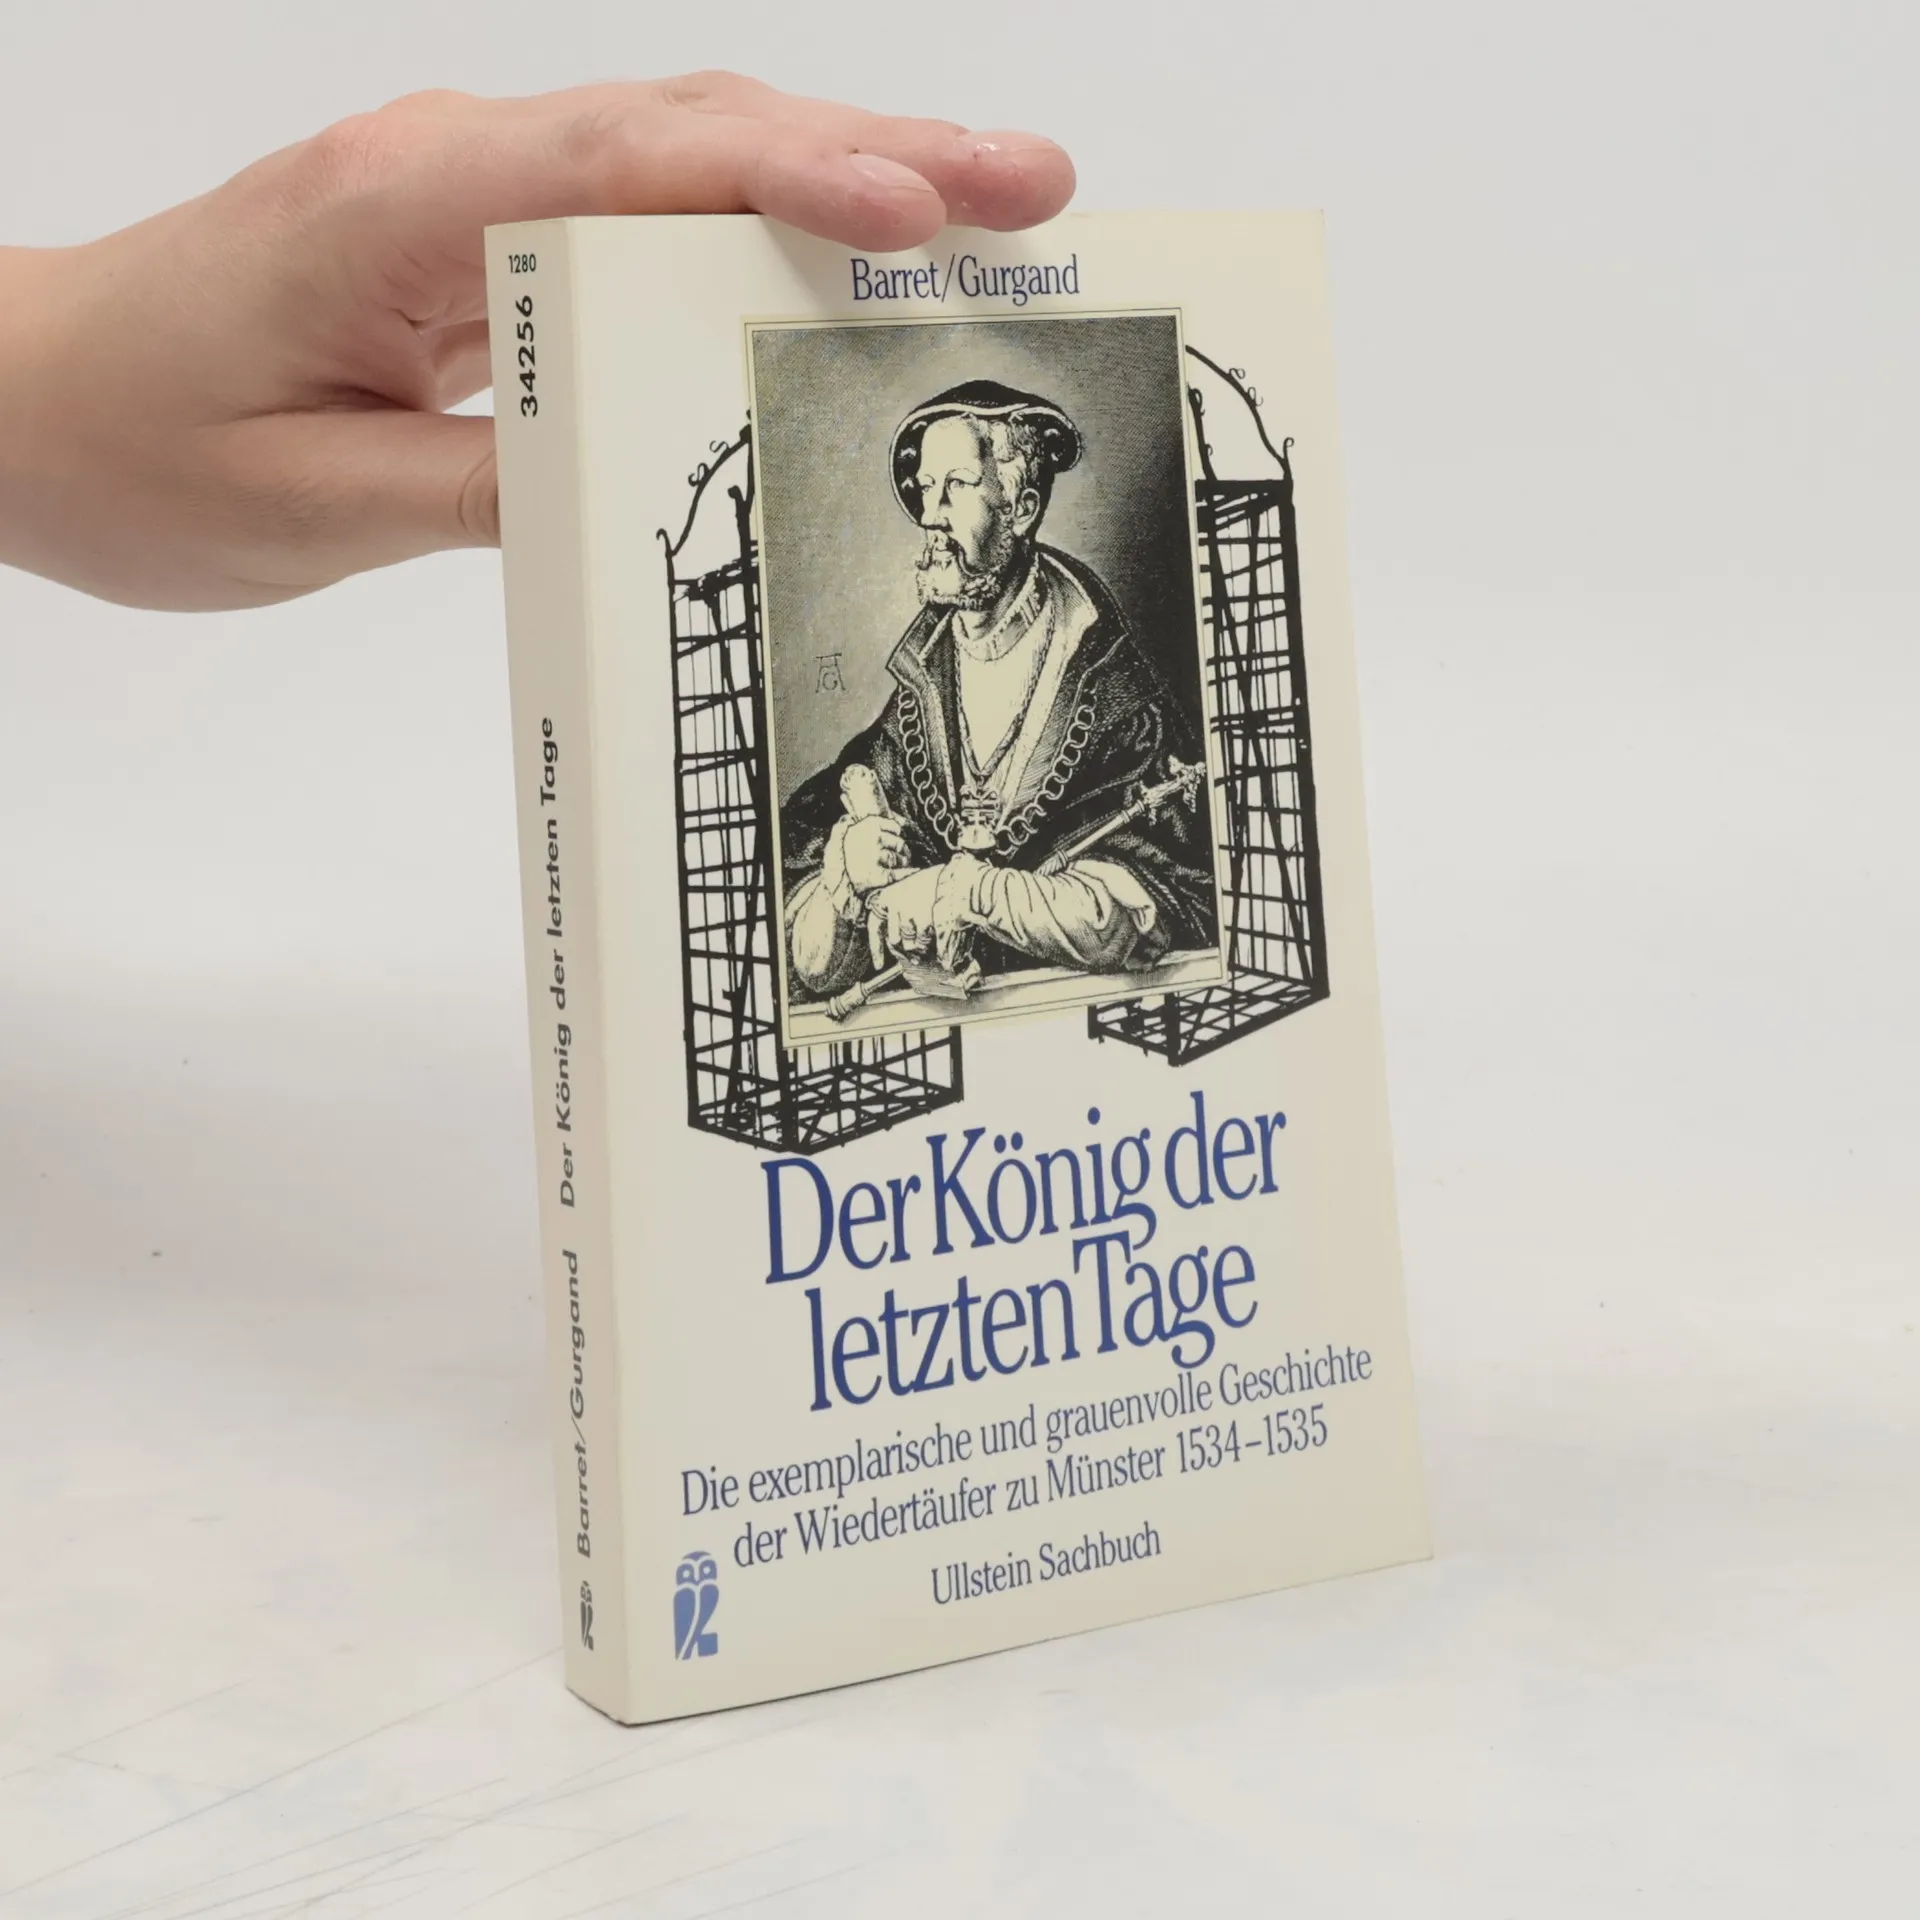 1280
34256
Barret/Gurgand Der König der letzten Tage
Barret/Gurgand
AG
Der König der
letzten Tage
Die exemplarische und grauenvolle Geschichte
der Wiedertäufer zu Münster 1534–1535
Ullstein Sachbuch